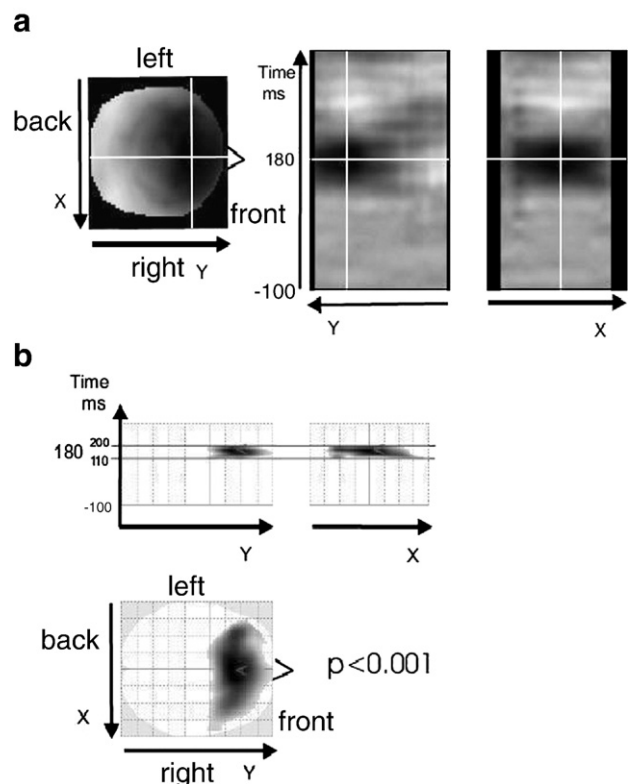 a
left
back
X
front
right Y
Time
ms
180
-100
Y
X
b
Time
ms
180 200
110
-100
Y
X
left
back
X
front
right Y
p<0.001